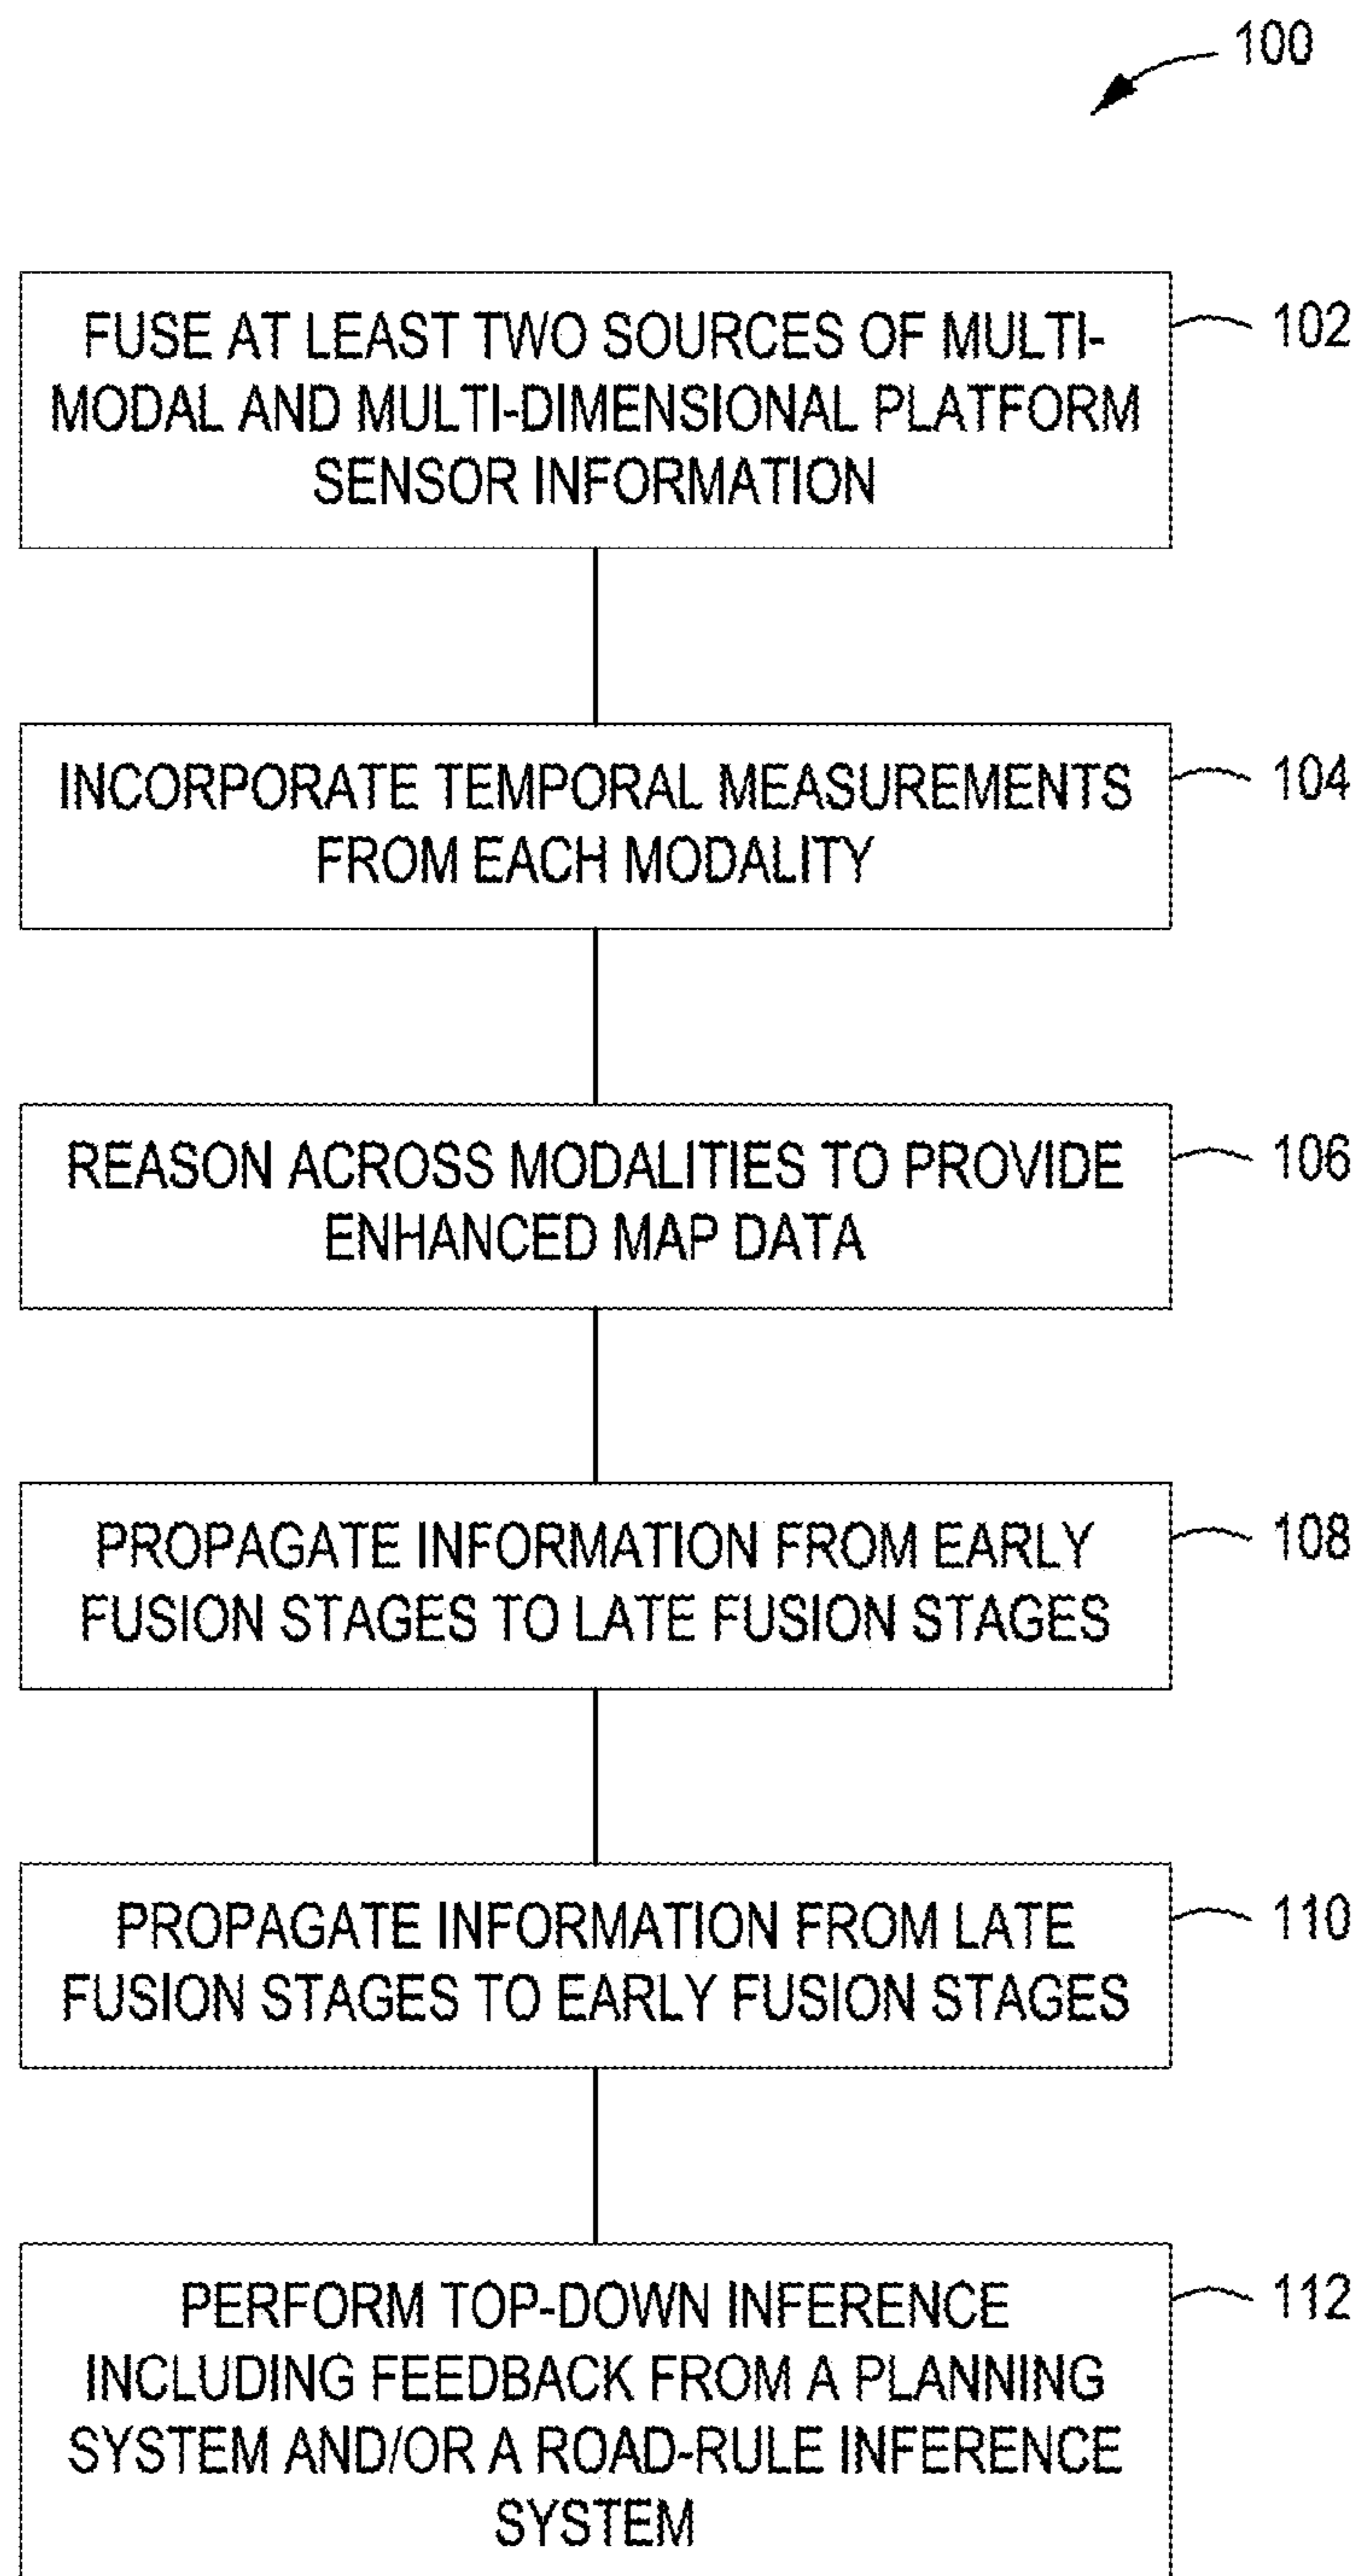 100
FUSE AT LEAST TWO SOURCES OF MULTI-
MODAL AND MULTI-DIMENSIONAL PLATFORM
SENSOR INFORMATION
102
INCORPORATE TEMPORAL MEASUREMENTS
FROM EACH MODALITY
104
REASON ACROSS MODALITIES TO PROVIDE
ENHANCED MAP DATA
106
PROPAGATE INFORMATION FROM EARLY
FUSION STAGES TO LATE FUSION STAGES
108
PROPAGATE INFORMATION FROM LATE
FUSION STAGES TO EARLY FUSION STAGES
110
PERFORM TOP-DOWN INFERENCE
INCLUDING FEEDBACK FROM A PLANNING
SYSTEM AND/OR A ROAD-RULE INFERENCE
SYSTEM
112